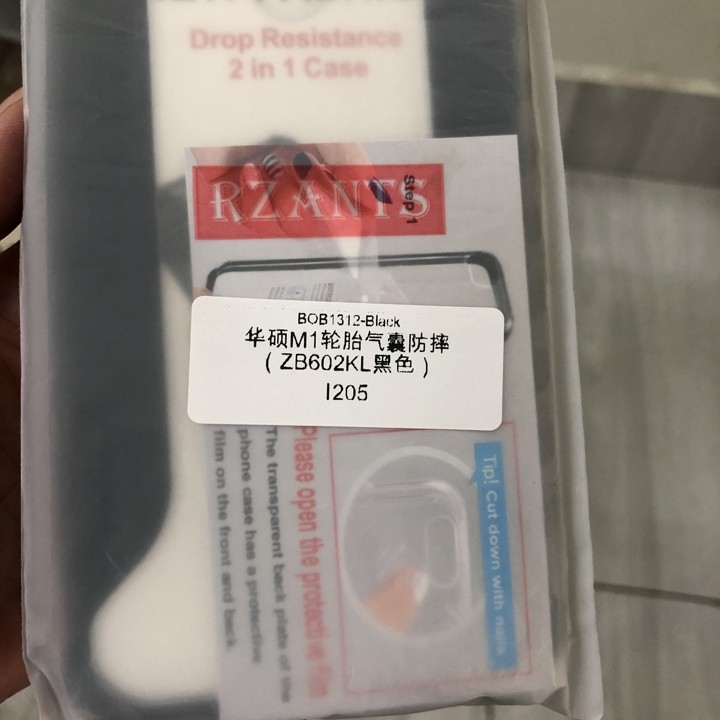 Drop Resistance
2 in 1 Case
RZANTS
Step 1
BOB1312-Black
华硕M1轮胎气囊防摔
（ZB602KL黑色）
I205
Please open the protective film
The transparent back plate of the
phone case has a protective
film on the front and back.
Tip! Cut down with nails